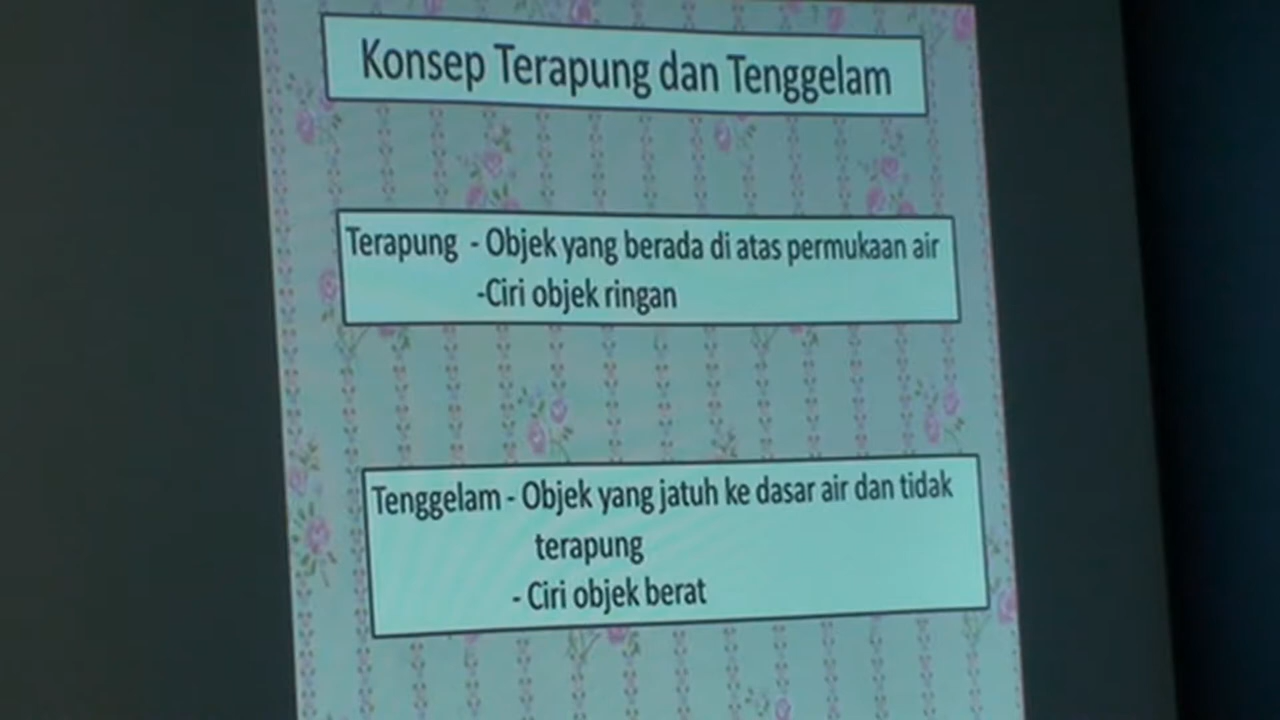 Konsep Terapung dan Tenggelam
Terapung - Objek yang berada di atas permukaan air
-Ciri objek ringan
Tenggelam - Objek yang jatuh ke dasar air dan tidak
terapung
- Ciri objek berat